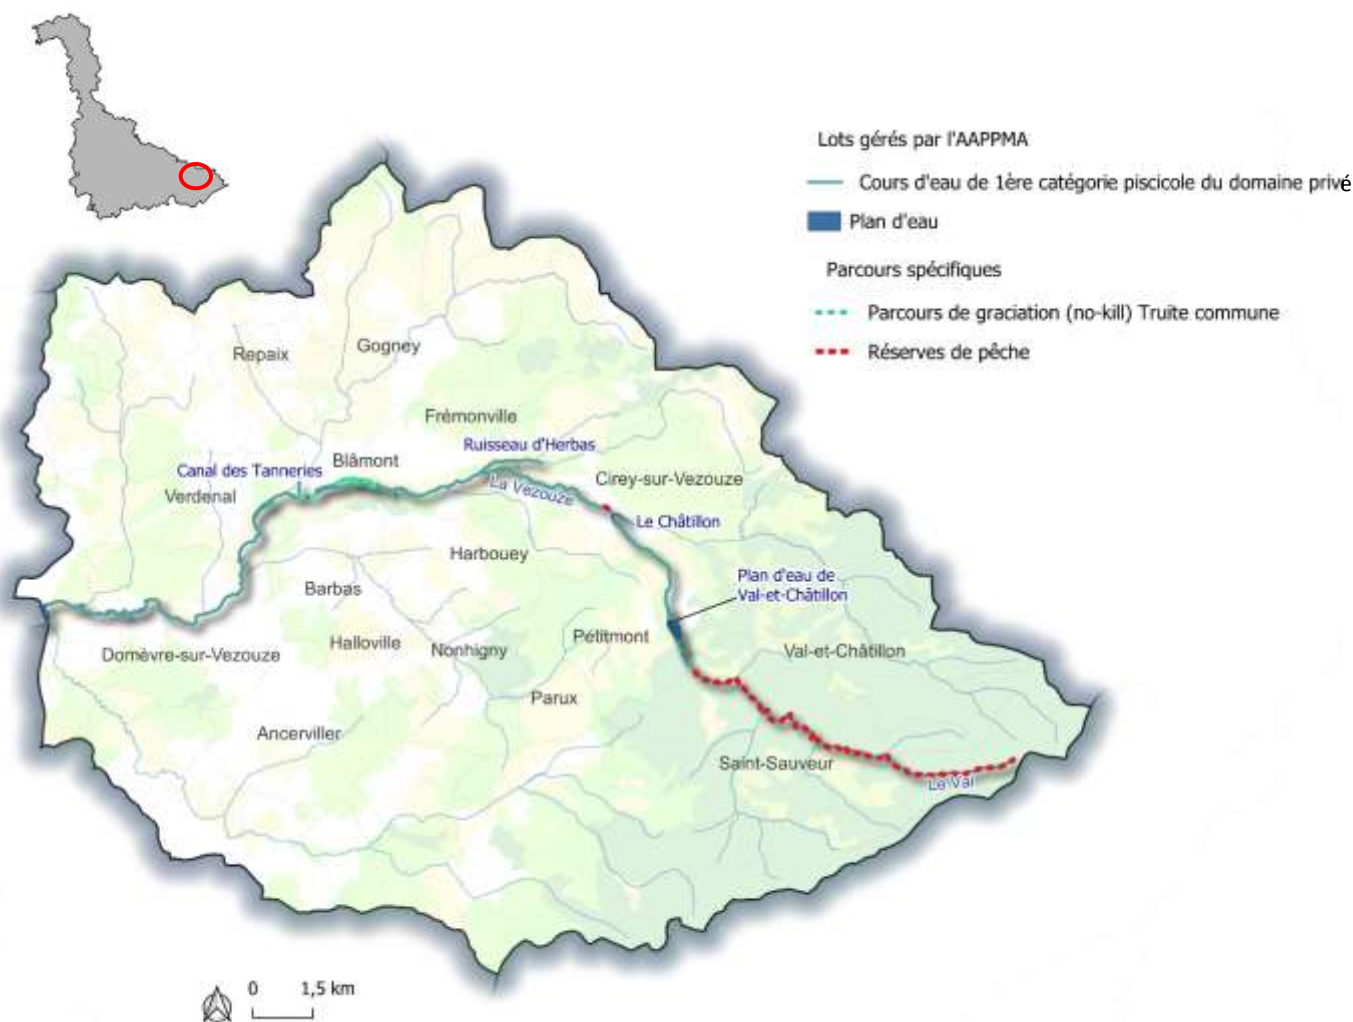 Lots gérés par l'AAPPMA
Cours d'eau de 1ère catégorie piscicole du domaine privé
Plan d'eau
Parcours spécifiques
Parcours de graciation (no-kill) Truite commune
Réserves de pêche
Repaix
Gogney
Frémonville
Ruisseau d'Herbas
Blâmont
Canal des Tanneries
Verdenal
La Vezouze
Cirey-sur-Vezouze
Le Châtillon
Harbouey
Barbas
Plan d'eau de
Val-et-Châtillon
Halloville
Nonhigny
Petitmont
Val-et-Châtillon
Domèvre-sur-Vezouze
Parux
Ancerviller
Saint-Sauveur
Le Val
0 1,5 km